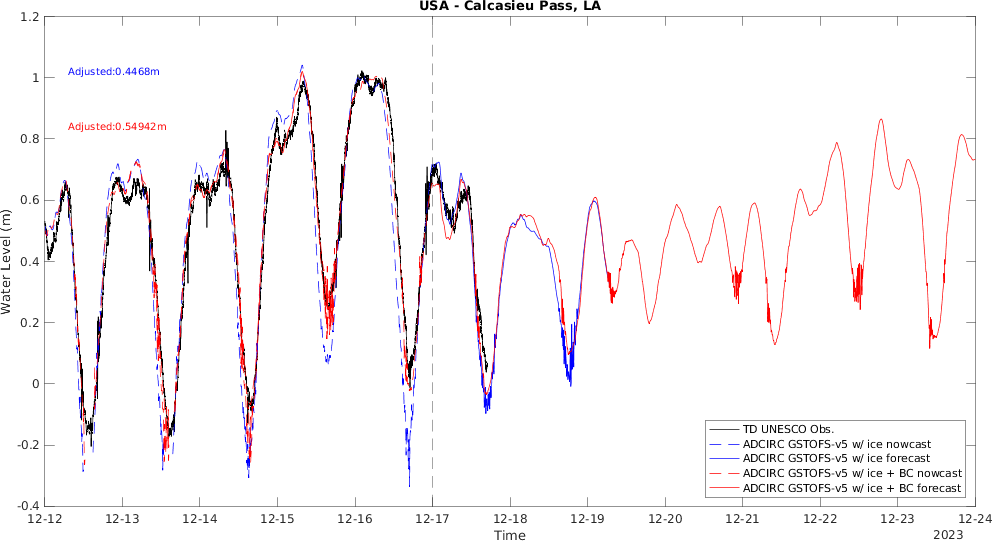 USA - Calcasieu Pass, LA
1.2
1
0.8
0.6
0.4
0.2
0
-0.2
-0.4
Water Level (m)
Adjusted:0.4468m
Adjusted:0.54942m
TD UNESCO Obs.
ADCIRC GSTOFS-v5 w/ ice nowcast
ADCIRC GSTOFS-v5 w/ ice forecast
ADCIRC GSTOFS-v5 w/ ice + BC nowcast
ADCIRC GSTOFS-v5 w/ ice + BC forecast
12-12 12-13 12-14 12-15 12-16 12-17 12-18 12-19 12-20 12-21 12-22 12-23 12-24
Time
2023